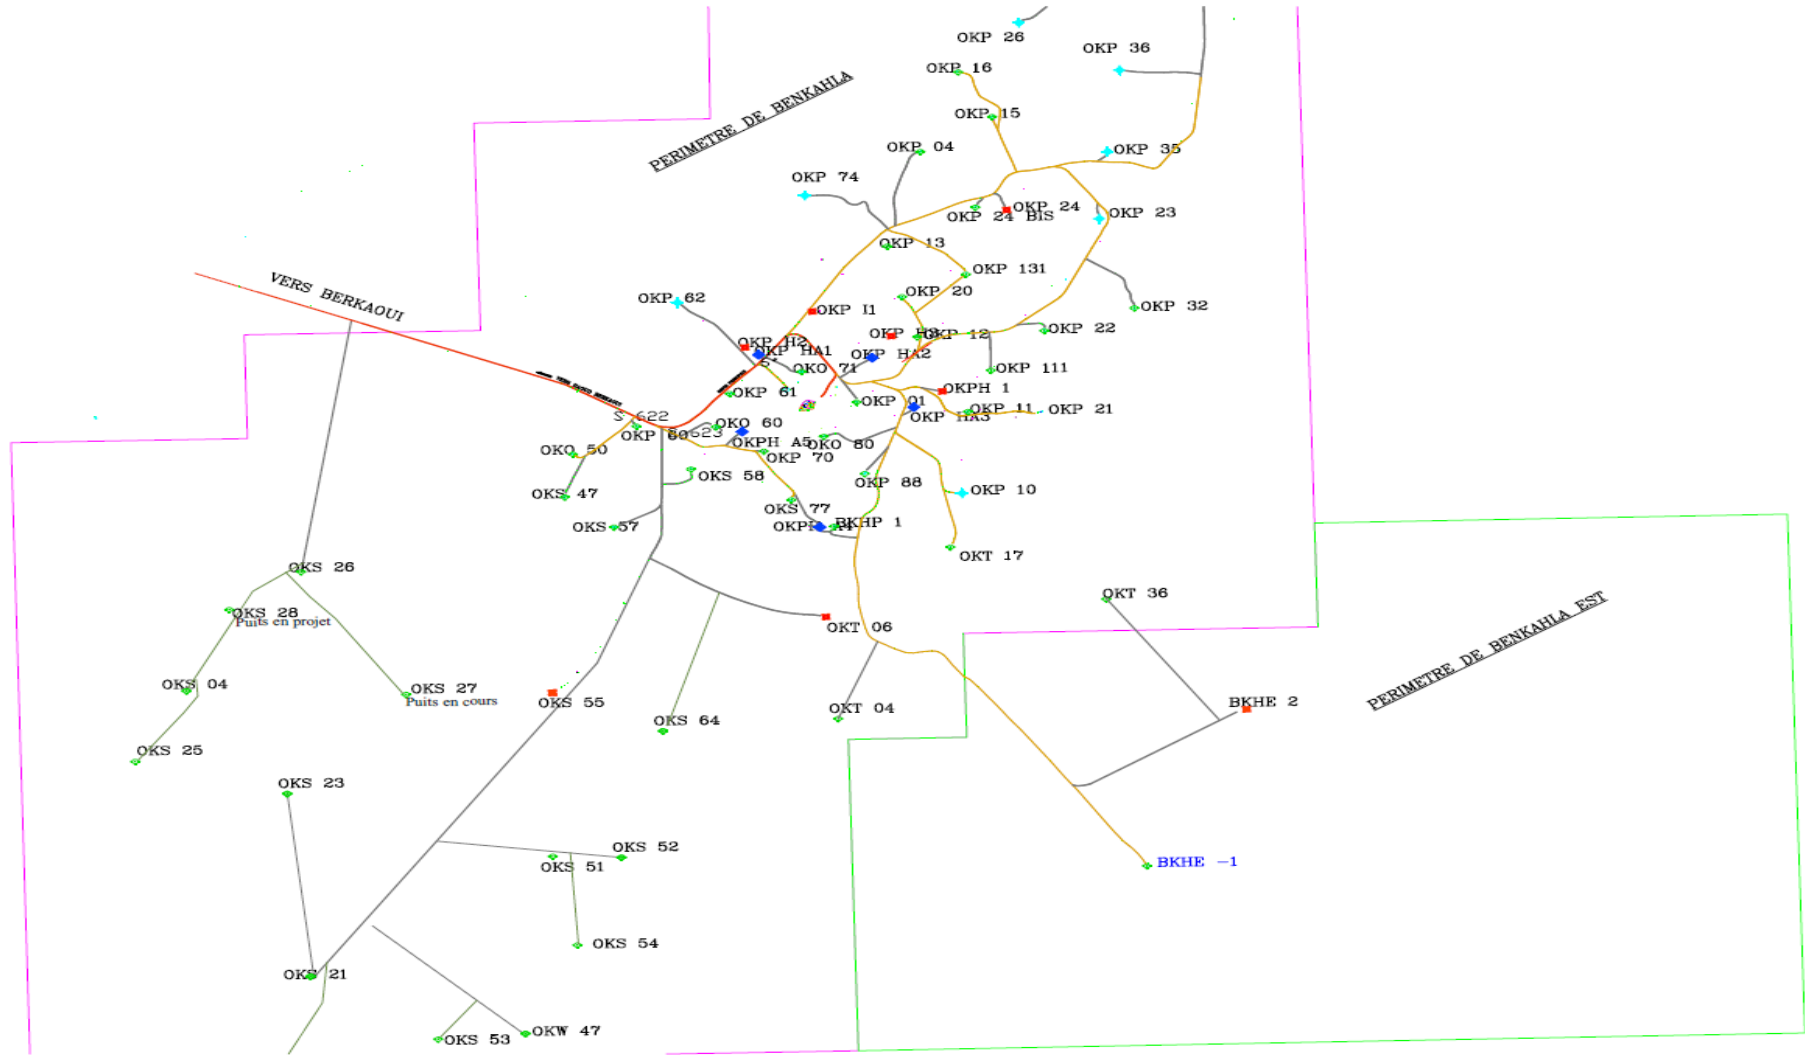 OKP 26
OKP 36
OKP 16
PERIMETRE DE BENKAHLA
OKP 15
OKP 04
OKP 35
OKP 74
OKP 24
OKP 24 BIS
OKP 23
OKP 13
OKP 131
VERS BERKAOUI
OKP 62
OKP 20
OKP 32
OKP I1
OKP 22
OKP 12
OKP H2
OKP HA1
OKP HA2
OKO 71
OKP 111
OKPH 1
OKP 61
OKP 01
OKP 11
OKP 21
OKP HA3
S 622
OKO 60
OKP 60
623
OKPH A5
OKO 80
OKO 50
OKP 70
OKS 58
OKP 88
OKP 10
OKS 47
OKS 77
OKS 57
BKHP 1
OKT 17
OKS 26
OKT 36
OKS 28
Puits en projet
OKT 06
PERIMETRE DE BENKAHLA EST
OKS 04
OKS 27
Puits en cours
OKS 55
OKS 64
OKT 04
BKHE 2
OKS 25
OKS 23
OKS 52
OKS 51
BKHE -1
OKS 54
OKS 21
OKS 53
OKW 47